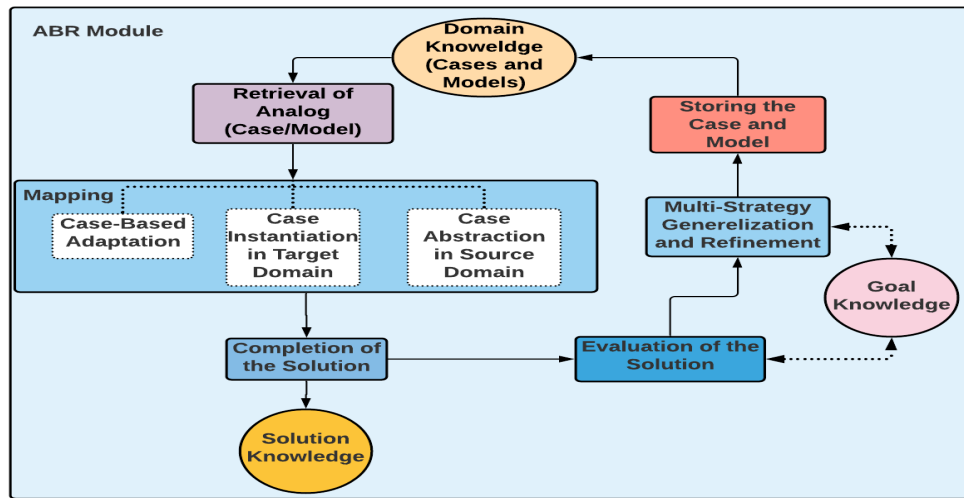 ABR Module
Domain
Knoweldge
(Cases and
Models)
Retrieval of
Analog
(Case/Model)
Storing the
Case and
Model
Mapping
Case-Based
Adaptation
Case
Instantiation
in Target
Domain
Case
Abstraction
in Source
Domain
Multi-Strategy
Generelization
and Refinement
Goal
Knowledge
Completion of
the Solution
Evaluation of the
Solution
Solution
Knowledge